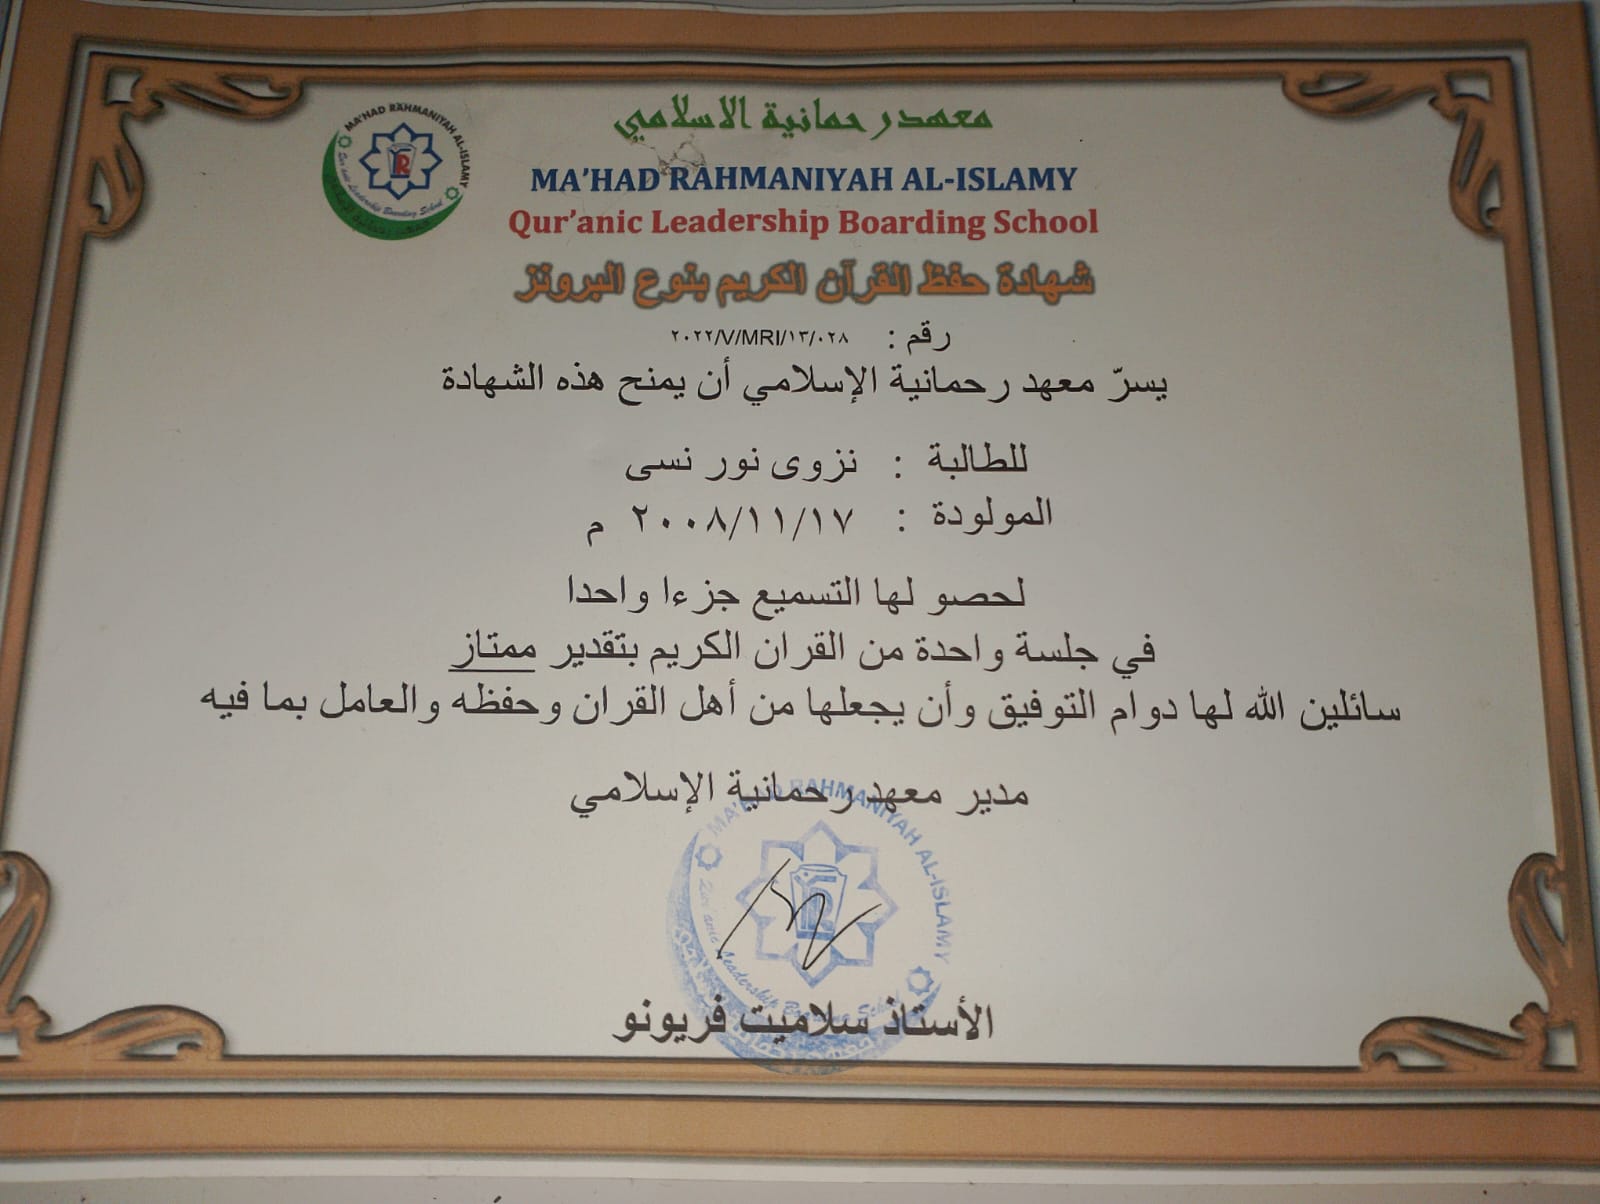 معهد رحمانية الاسلامي
MA'HAD RAHMANIYAH AL-ISLAMY
Qur'anic Leadership Boarding School
MA'HAD RAHMANIYAH AL-ISLAMY
Qur'anic Leadership Boarding School
شهادة حفظ القرآن الكريم بنوع البرونز
رقم : ٢٠٢٢/V/MRI/١٣/٠٢٨
يسرّ معهد رحمانية الإسلامي أن يمنح هذه الشهادة
للطالبة : نزوى نور نسى
المولودة : ٢٠٠٨/١١/١٧ م
لحصو لها التسميع جزءا واحدا
في جلسة واحدة من القران الكريم بتقدير ممتاز
سائلين الله لها دوام التوفيق وأن يجعلها من أهل القران وحفظه والعامل بما فيه
مدير معهد رحمانية الإسلامي
MA'HAD RAHMANIYAH AL-ISLAMY
Qur'anic Leadership Boarding School
الأستاذ سلاميت فريونو